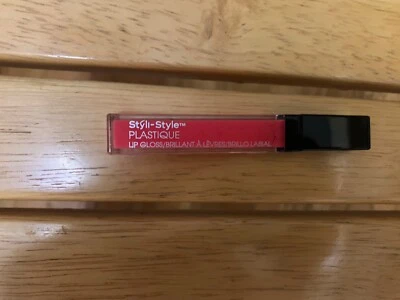 Styli-Style™
PLASTIQUE
LIP GLOSS/BRILLANT À LÈVRES/BRILLO LABIAL